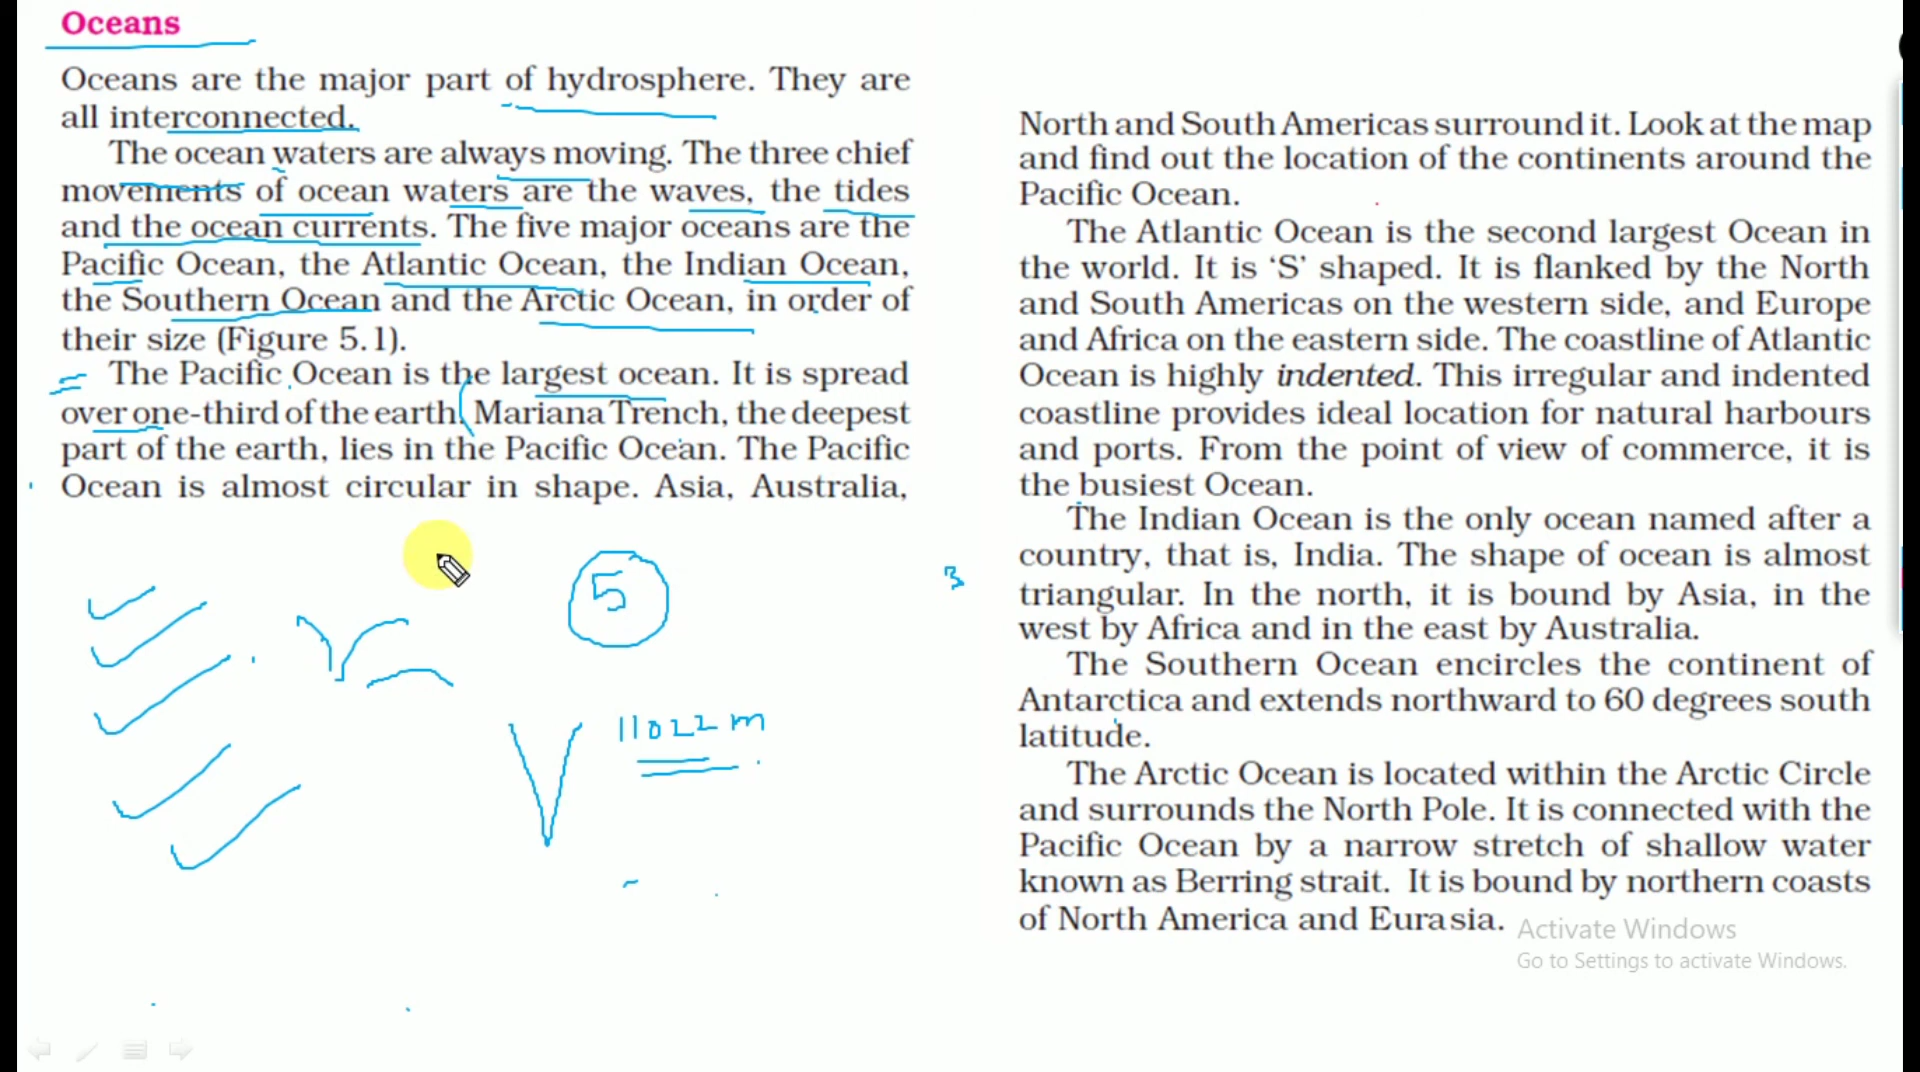 Oceans
Oceans are the major part of hydrosphere. They are
all interconnected.
The ocean waters are always moving. The three chief
movements of ocean waters are the waves, the tides
and the ocean currents. The five major oceans are the
Pacific Ocean, the Atlantic Ocean, the Indian Ocean,
the Southern Ocean and the Arctic Ocean, in order of
their size (Figure 5.1).
The Pacific Ocean is the largest ocean. It is spread
over one-third of the earth. Mariana Trench, the deepest
part of the earth, lies in the Pacific Ocean. The Pacific
Ocean is almost circular in shape. Asia, Australia,
5
11022 m
North and South Americas surround it. Look at the map
and find out the location of the continents around the
Pacific Ocean.
The Atlantic Ocean is the second largest Ocean in
the world. It is ‘S’ shaped. It is flanked by the North
and South Americas on the western side, and Europe
and Africa on the eastern side. The coastline of Atlantic
Ocean is highly indented. This irregular and indented
coastline provides ideal location for natural harbours
and ports. From the point of view of commerce, it is
the busiest Ocean.
The Indian Ocean is the only ocean named after a
country, that is, India. The shape of ocean is almost
triangular. In the north, it is bound by Asia, in the
west by Africa and in the east by Australia.
The Southern Ocean encircles the continent of
Antarctica and extends northward to 60 degrees south
latitude.
The Arctic Ocean is located within the Arctic Circle
and surrounds the North Pole. It is connected with the
Pacific Ocean by a narrow stretch of shallow water
known as Berring strait. It is bound by northern coasts
of North America and Eurasia.
Activate Windows
Go to Settings to activate Windows.